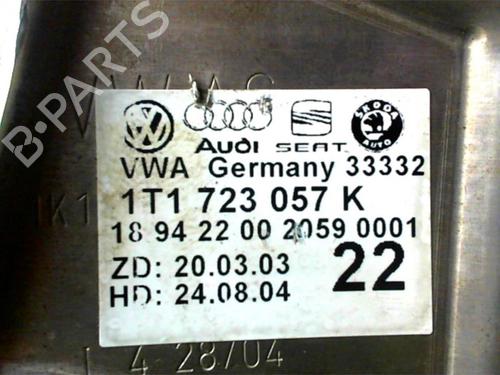 AUDI SEAT
SKODA
AUTO
VWA Germany 33332
1T1 723 057 K
18 94 22 00 2059 0001
ZD: 20.03.03
22
HD: 24.08.04
4 28/04